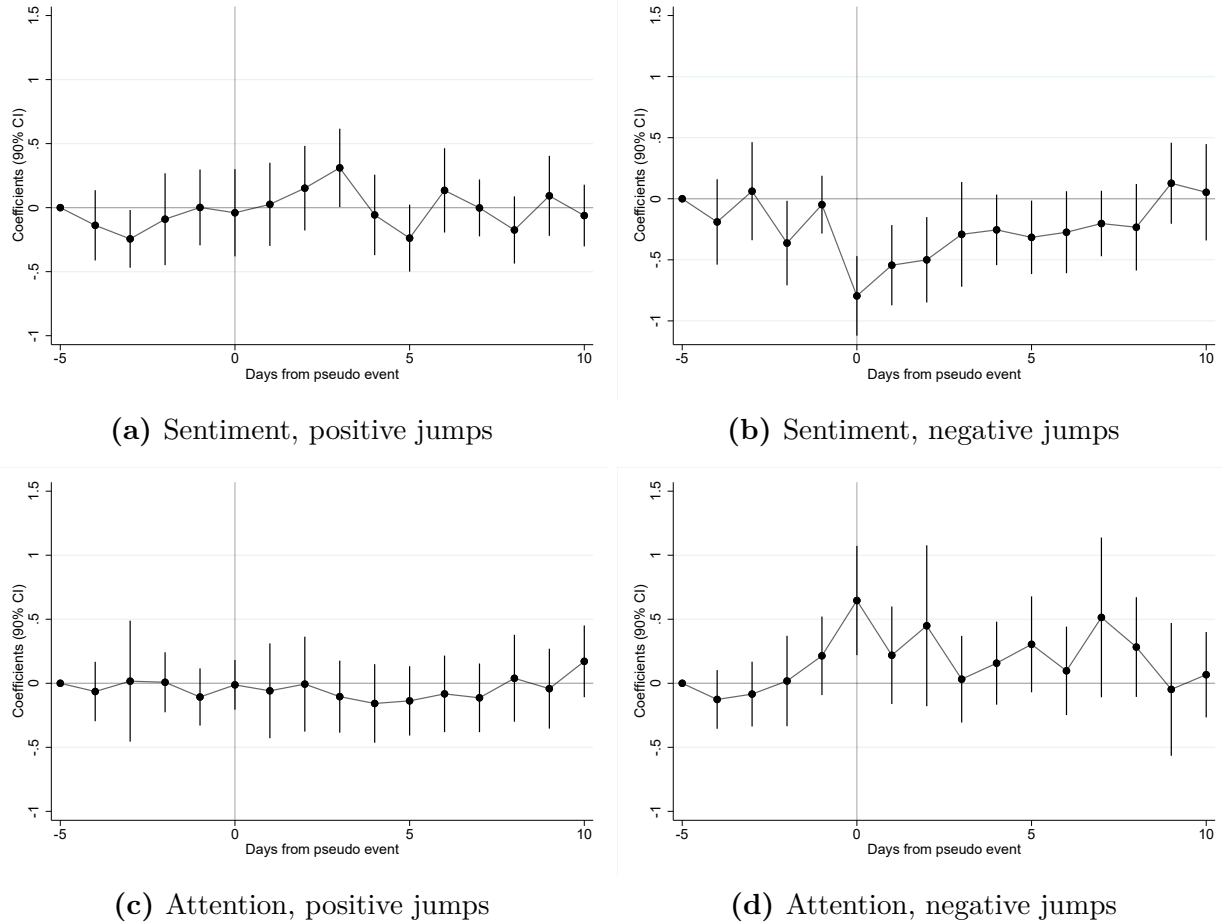 1.5
1
.5
0
-.5
-1
Coefficients (90% CI)
-5 0 5 10
Days from pseudo event
(a) Sentiment, positive jumps
1.5
1
.5
0
-.5
-1
Coefficients (90% CI)
-5 0 5 10
Days from pseudo event
(b) Sentiment, negative jumps
1.5
1
.5
0
-.5
-1
Coefficients (90% CI)
-5 0 5 10
Days from pseudo event
(c) Attention, positive jumps
1.5
1
.5
0
-.5
-1
Coefficients (90% CI)
-5 0 5 10
Days from pseudo event
(d) Attention, negative jumps